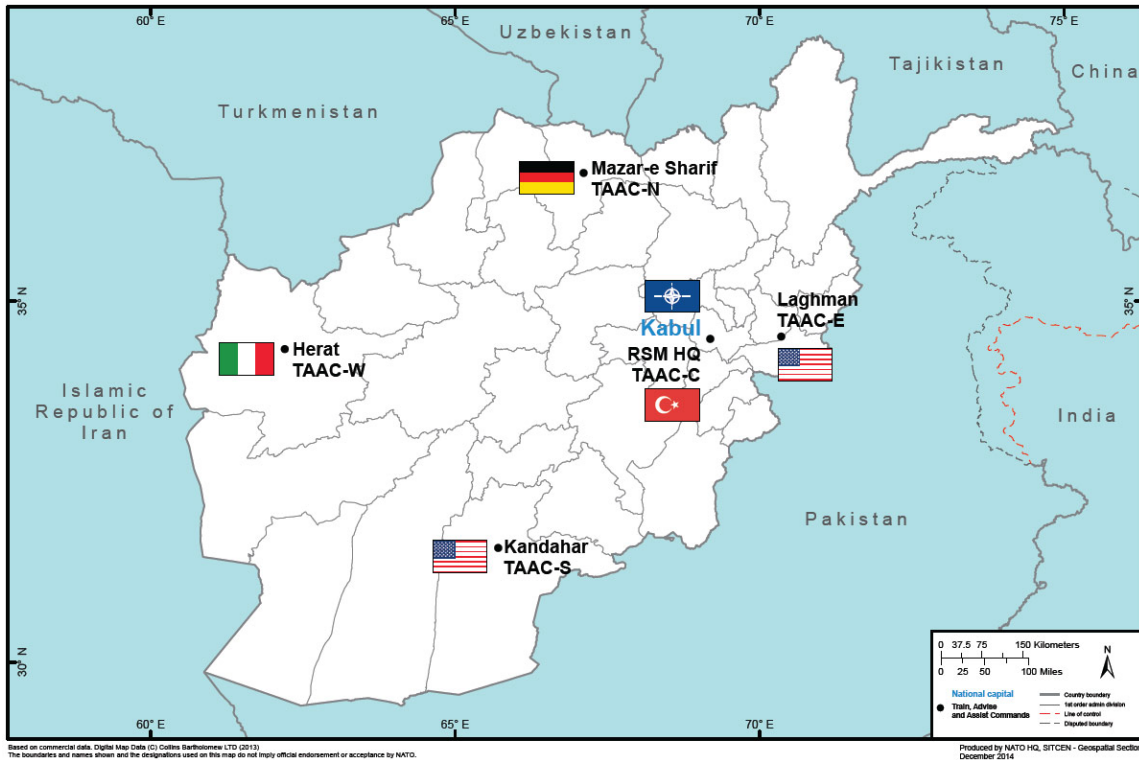 60° E
65° E
70° E
75° E
Uzbekistan
Tajikistan
China
Turkmenistan
Mazar-e Sharif
TAAC-N
35° N
35° N
Laghman
TAAC-E
Kabul
RSM HQ
TAAC-C
Herat
TAAC-W
Islamic
Republic of
Iran
India
Pakistan
Kandahar
TAAC-S
30° N
0 37.5 75 150 Kilometers
0 25 50 100 Miles
N
National capital
Train, Advise
and Assist Commands
Country boundary
1st order admin division
Line of control
Disputed boundary
60° E
65° E
70° E
Based on commercial data. Digital Map Data (C) Collins Bartholomew LTD (2013)
The boundaries and names shown and the designations used on this map do not imply official endorsement or acceptance by NATO.
Produced by NATO HQ, SITCEN - Geospatial Section
December 2014